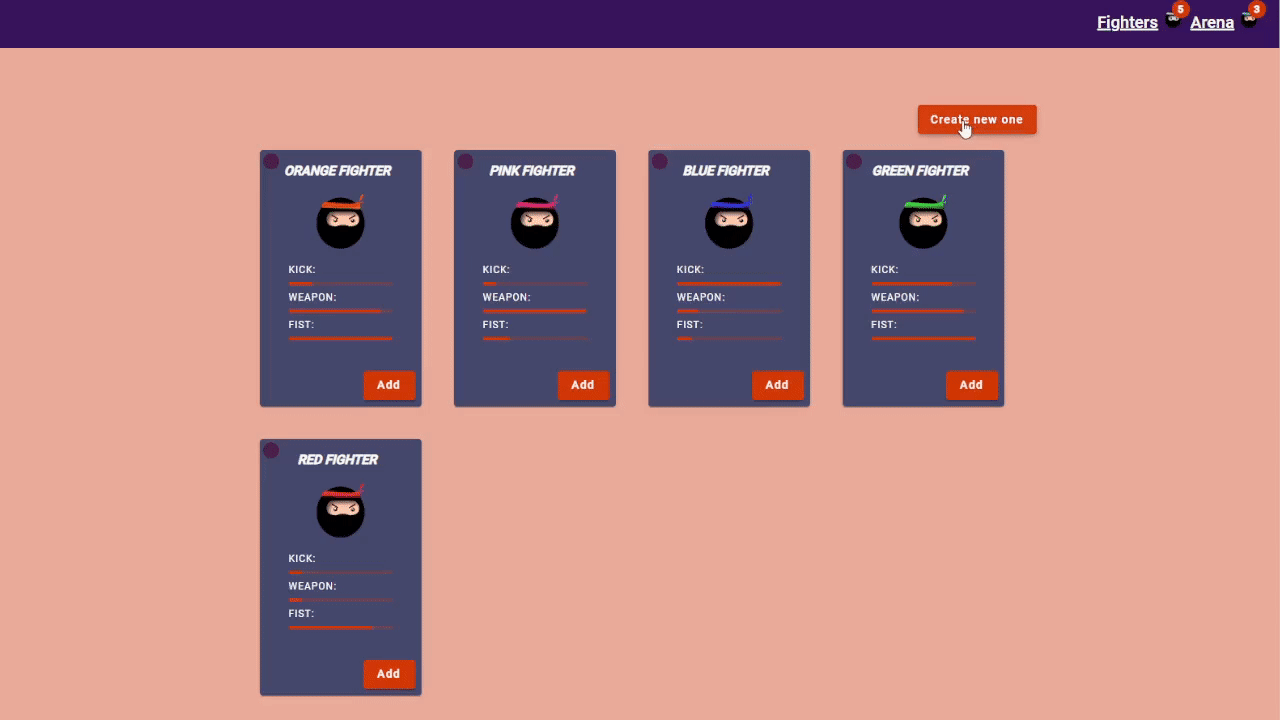 Fighters 5 Arena 3
Create new one
ORANGE FIGHTER
KICK:
WEAPON:
FIST:
Add
PINK FIGHTER
KICK:
WEAPON:
FIST:
Add
BLUE FIGHTER
KICK:
WEAPON:
FIST:
Add
GREEN FIGHTER
KICK:
WEAPON:
FIST:
Add
RED FIGHTER
KICK:
WEAPON:
FIST:
Add